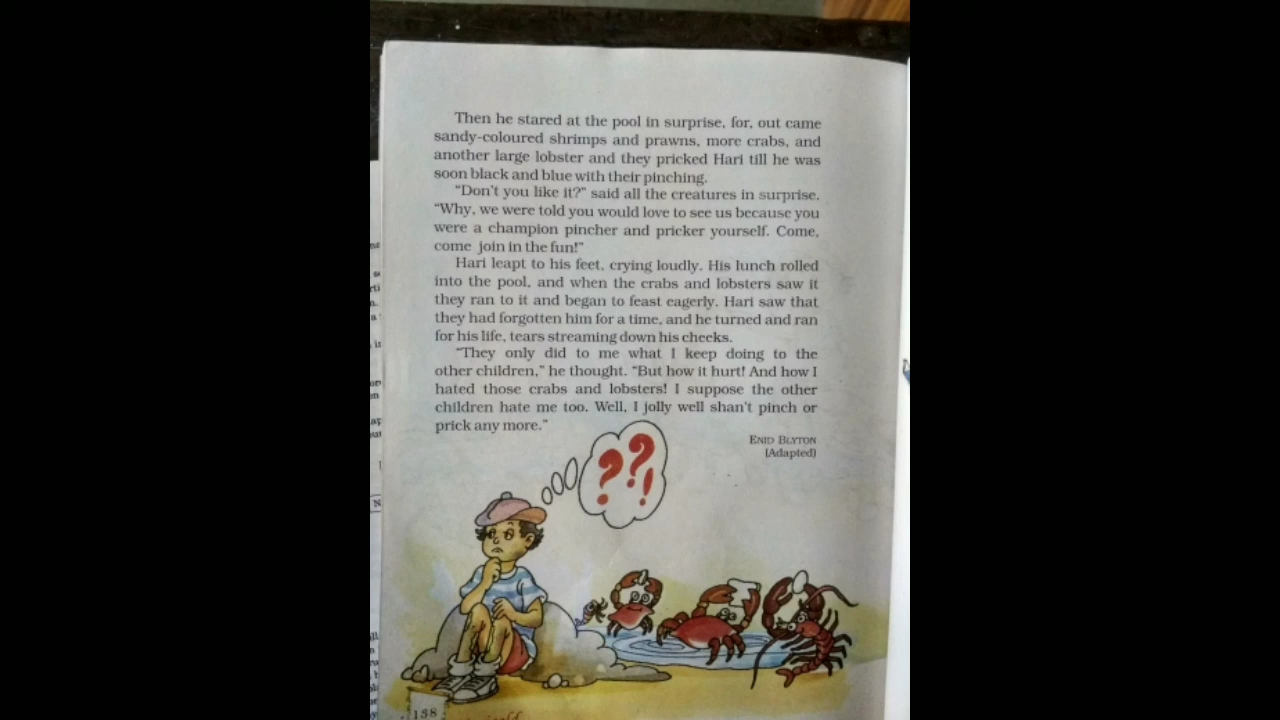 Then he stared at the pool in surprise, for, out came
sandy-coloured shrimps and prawns, more crabs, and
another large lobster and they pricked Hari till he was
soon black and blue with their pinching.
“Don't you like it?” said all the creatures in surprise.
“Why, we were told you would love to see us because you
were a champion pincher and pricker yourself. Come,
come join in the fun!”
Hari leapt to his feet, crying loudly. His lunch rolled
into the pool, and when the crabs and lobsters saw it
they ran to it and began to feast eagerly. Hari saw that
they had forgotten him for a time, and he turned and ran
for his life, tears streaming down his cheeks.
“They only did to me what I keep doing to the
other children,” he thought. “But how it hurt! And how I
hated those crabs and lobsters! I suppose the other
children hate me too. Well, I jolly well shan't pinch or
prick any more.”
ENID BLYTON
(Adapted)
? ? !
138